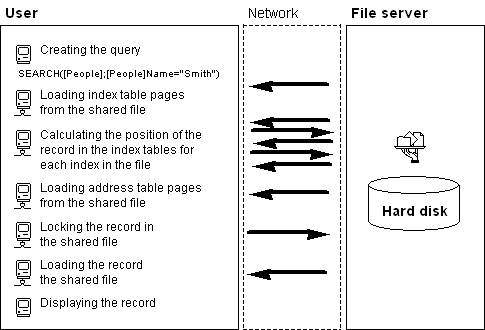 User
Network
File server
Creating the query
SEARCH([People];[People]Name="Smith")
Loading index table pages
from the shared file
Calculating the position of the
record in the index tables for
each index in the file
Loading address table pages
from the shared file
Locking the record in
the shared file
Loading the record
the shared file
Displaying the record
Hard disk